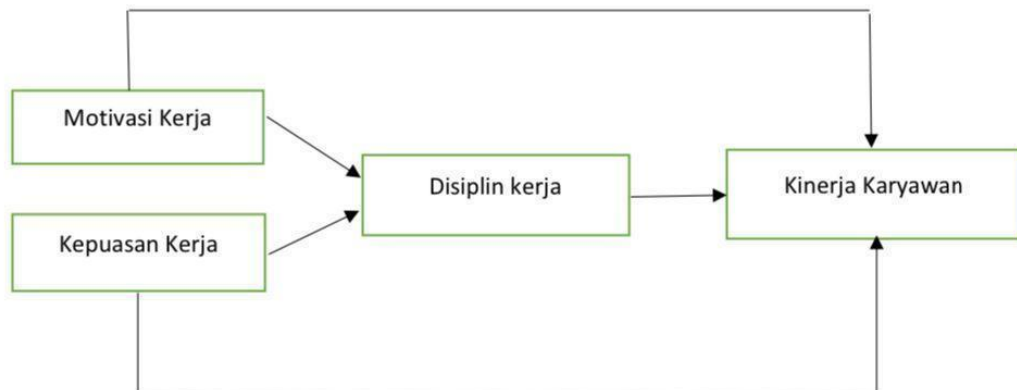 Motivasi Kerja
Disiplin kerja
Kinerja Karyawan
Kepuasan Kerja